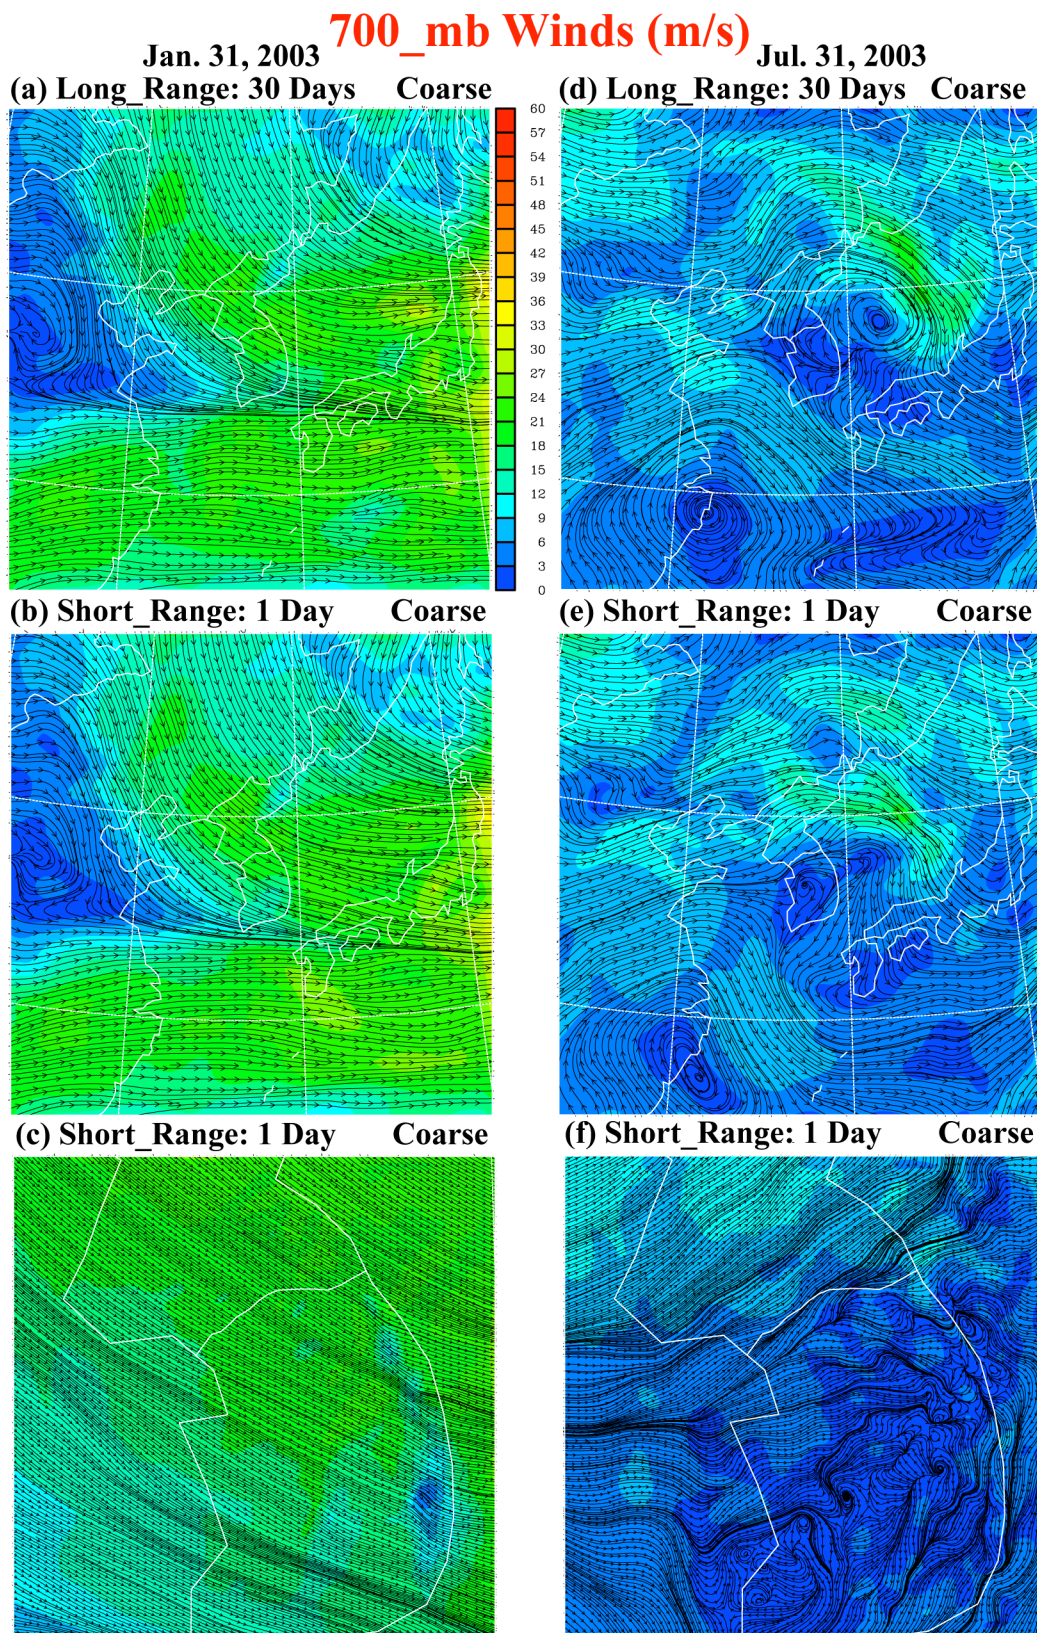 700_mb Winds (m/s)
Jan. 31, 2003
Jul. 31, 2003
(a) Long_Range: 30 Days Coarse
(d) Long_Range: 30 Days Coarse
60
57
54
51
48
45
42
39
36
33
30
27
24
21
18
15
12
9
6
3
0
(b) Short_Range: 1 Day Coarse
(e) Short_Range: 1 Day Coarse
(c) Short_Range: 1 Day Coarse
(f) Short_Range: 1 Day Coarse